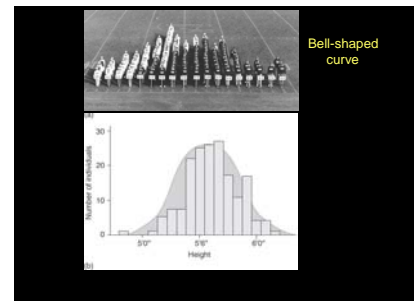 Bell-shaped
curve
(a)
30
20
10
0
Number of individuals
5'0"
5'6"
6'0"
Height
(b)